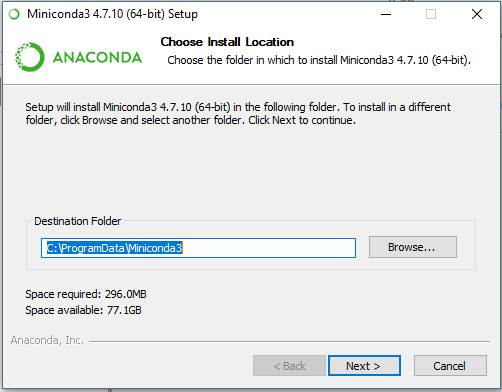 Miniconda3 4.7.10 (64-bit) Setup
ANACONDA
Choose Install Location
Choose the folder in which to install Miniconda3 4.7.10 (64-bit).
Setup will install Miniconda3 4.7.10 (64-bit) in the following folder. To install in a different
folder, click Browse and select another folder. Click Next to continue.
Destination Folder
C:\ProgramData\Miniconda3
Browse...
Space required: 296.0MB
Space available: 77.1GB
Anaconda, Inc.
< Back
Next >
Cancel